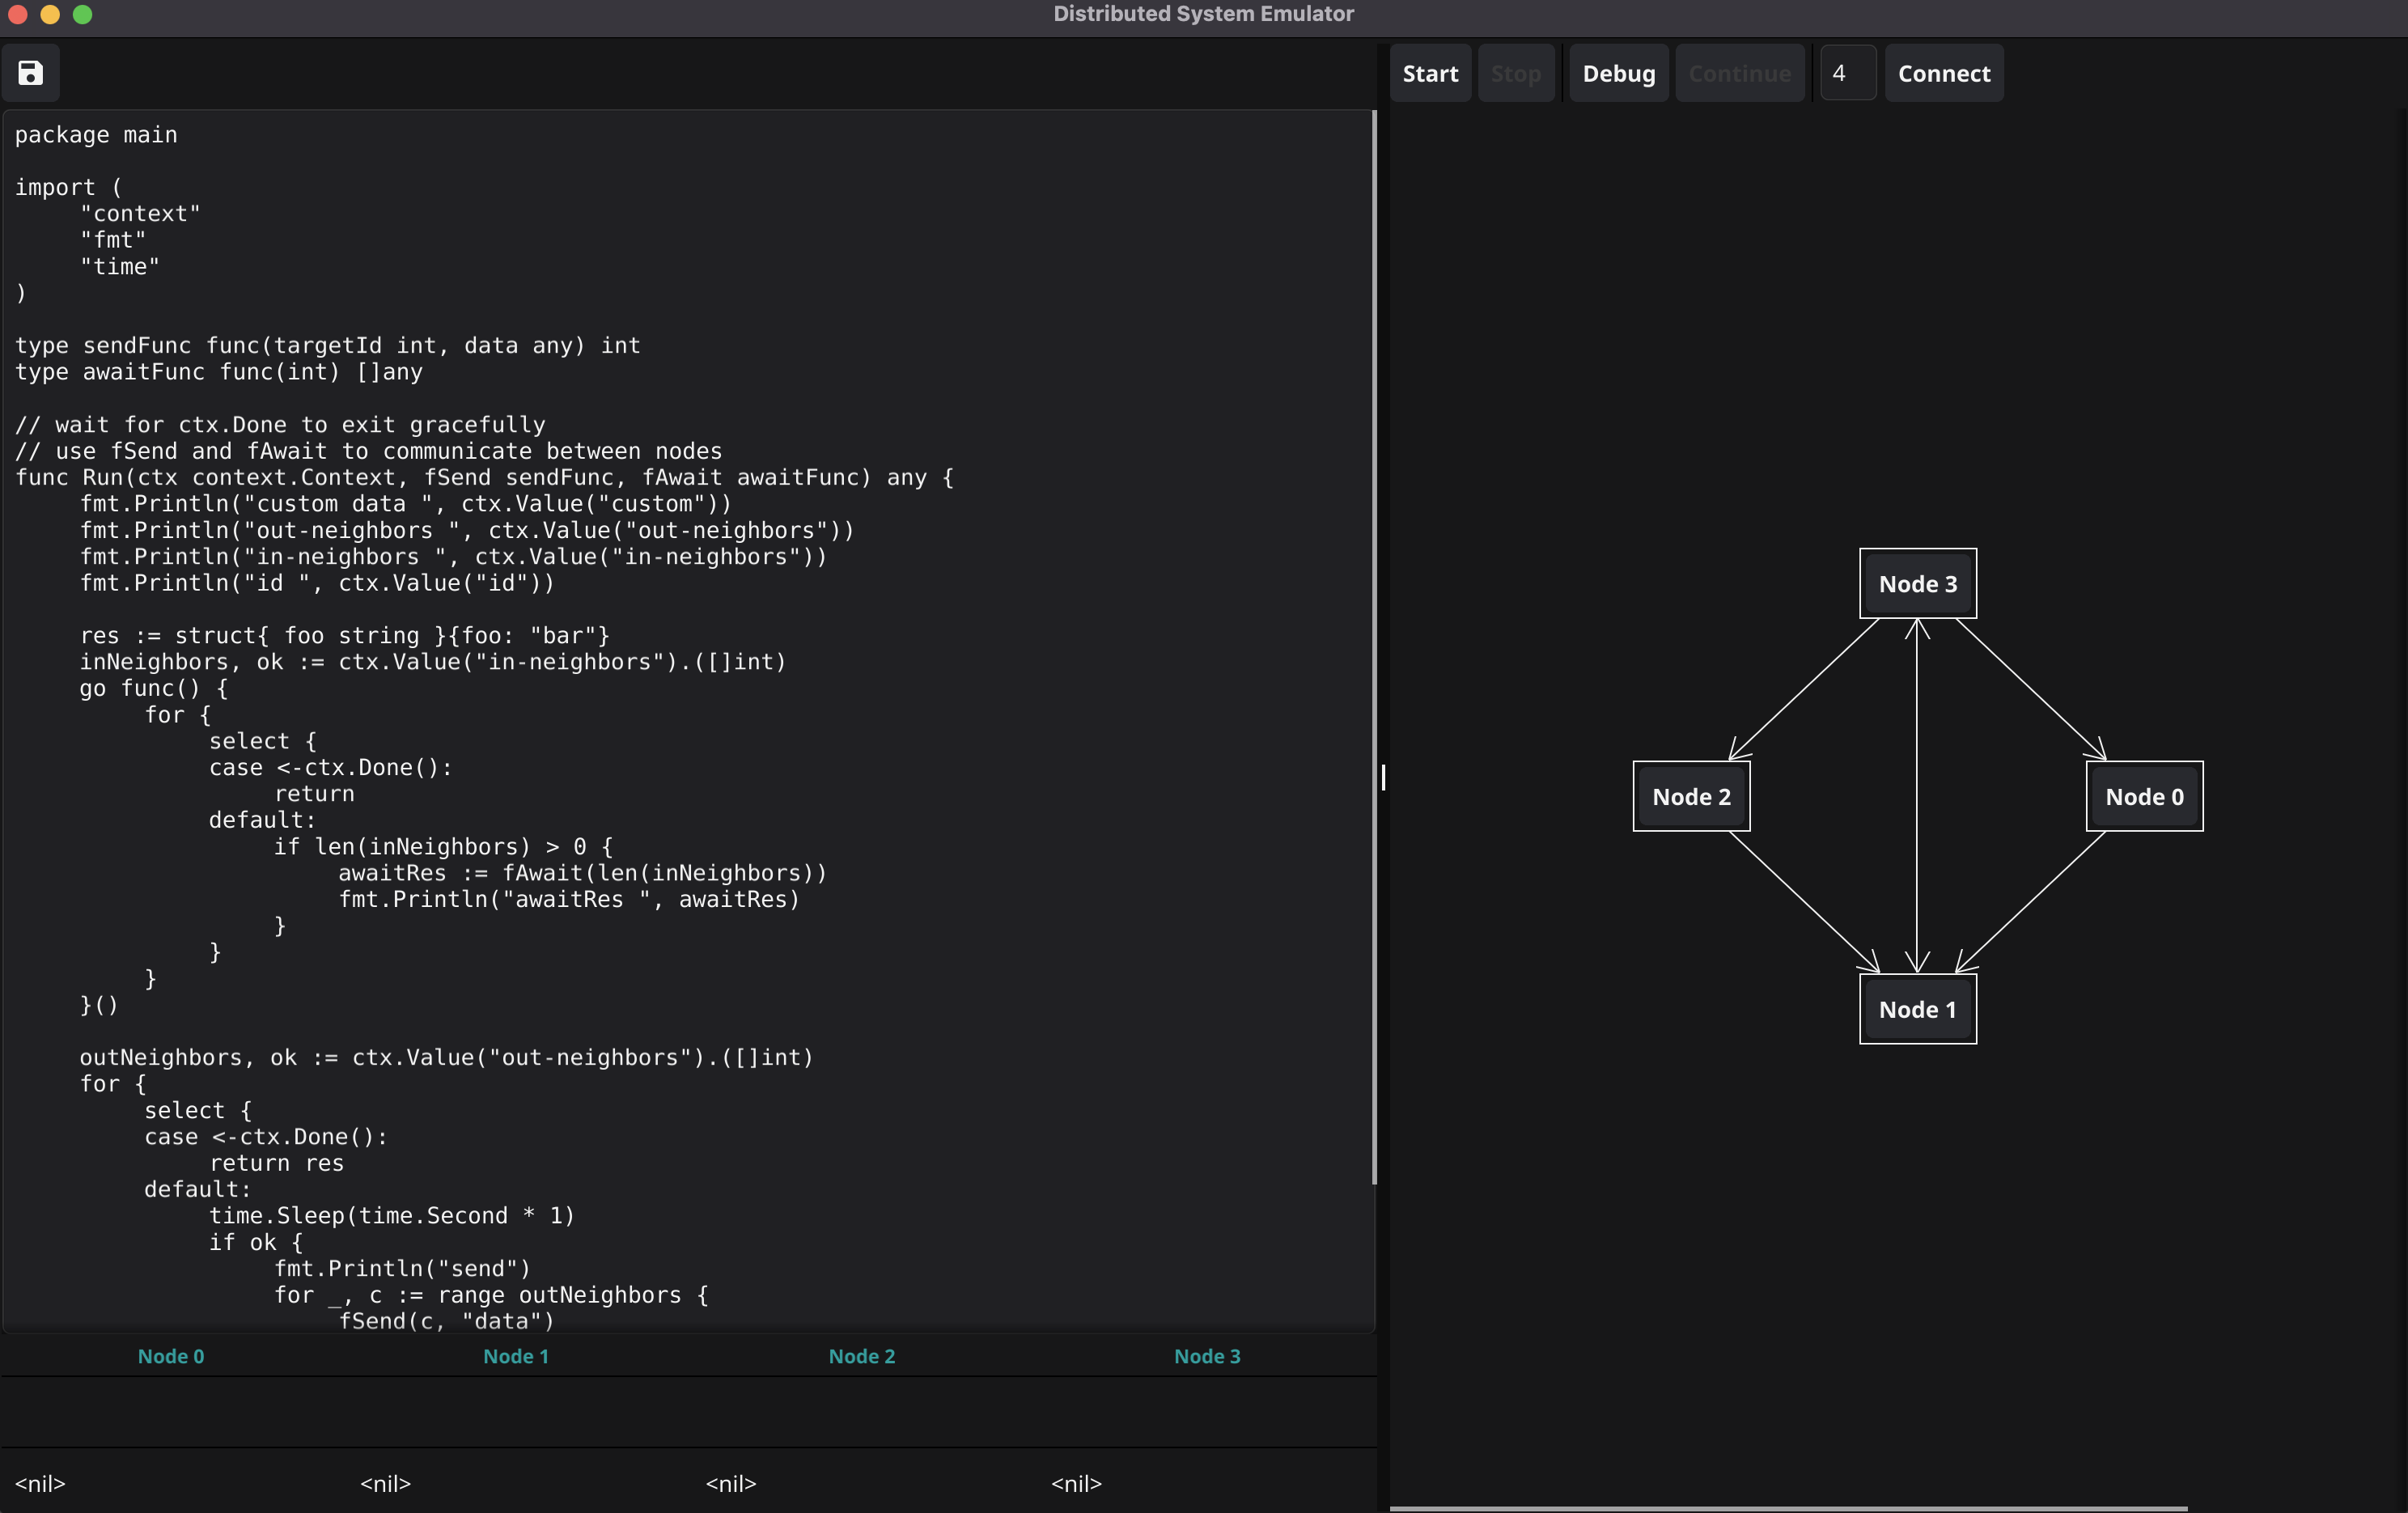 Distributed System Emulator
Start Stop Debug Continue 4 Connect
package main
import (
"context"
"fmt"
"time"
)
type sendFunc func(targetId int, data any) int
type awaitFunc func(int) []any
// wait for ctx.Done to exit gracefully
// use fSend and fAwait to communicate between nodes
func Run(ctx context.Context, fSend sendFunc, fAwait awaitFunc) any {
fmt.Println("custom data ", ctx.Value("custom"))
fmt.Println("out-neighbors ", ctx.Value("out-neighbors"))
fmt.Println("in-neighbors ", ctx.Value("in-neighbors"))
fmt.Println("id ", ctx.Value("id"))
res := struct{ foo string }{foo: "bar"}
inNeighbors, ok := ctx.Value("in-neighbors").([]int)
go func() {
for {
select {
case <-ctx.Done():
return
default:
if len(inNeighbors) > 0 {
awaitRes := fAwait(len(inNeighbors))
fmt.Println("awaitRes ", awaitRes)
}
}
}
}()
outNeighbors, ok := ctx.Value("out-neighbors").([]int)
for {
select {
case <-ctx.Done():
return res
default:
time.Sleep(time.Second * 1)
if ok {
fmt.Println("send")
for _, c := range outNeighbors {
fSend(c, "data")
Node 0 Node 1 Node 2 Node 3
<nil> <nil> <nil> <nil>
Node 3
Node 2 Node 0
Node 1